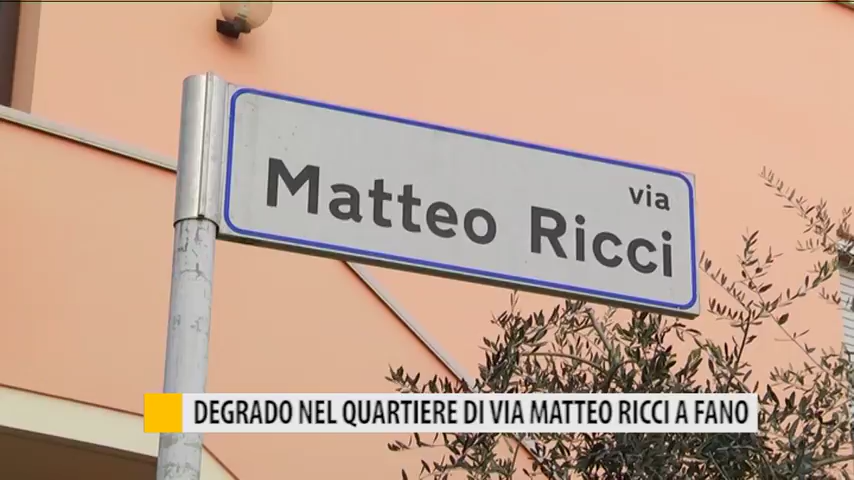 via
Matteo Ricci
DEGRADO NEL QUARTIERE DI VIA MATTEO RICCI A FANO